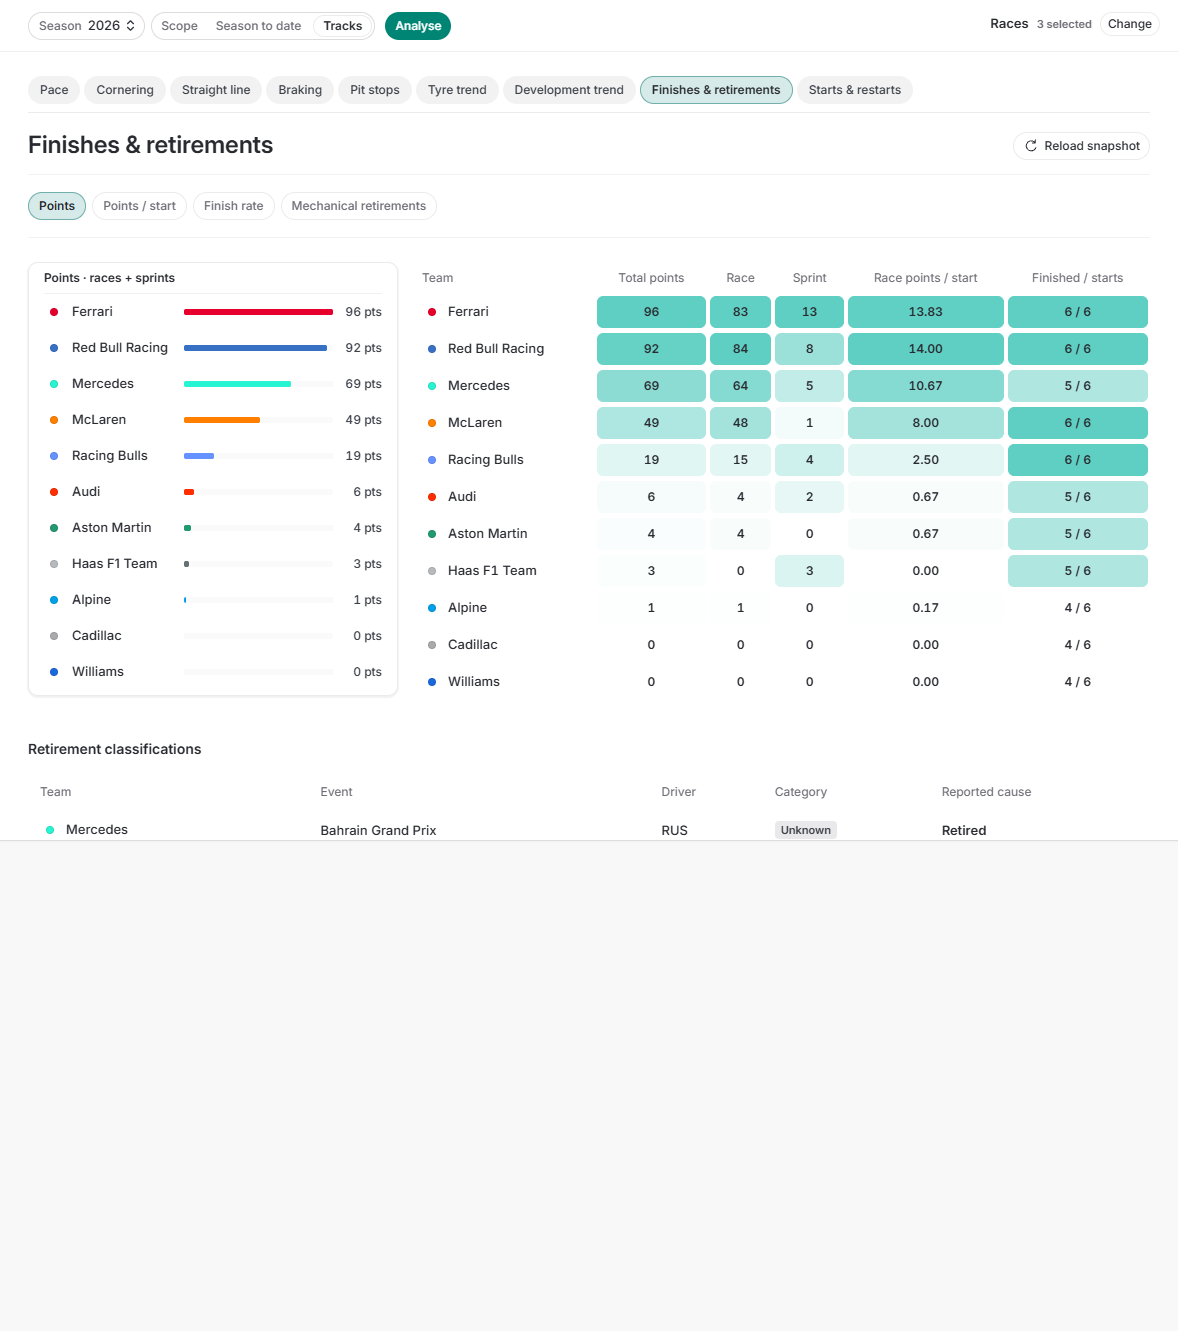 Season 2026 Scope Season to date Tracks Analyse Races 3 selected Change
Pace Cornering Straight line Braking Pit stops Tyre trend Development trend Finishes & retirements Starts & restarts
Finishes & retirements Reload snapshot
Points Points / start Finish rate Mechanical retirements
Points · races + sprints
Ferrari 96 pts
Red Bull Racing 92 pts
Mercedes 69 pts
McLaren 49 pts
Racing Bulls 19 pts
Audi 6 pts
Aston Martin 4 pts
Haas F1 Team 3 pts
Alpine 1 pts
Cadillac 0 pts
Williams 0 pts
Team Total points Race Sprint Race points / start Finished / starts
Ferrari 96 83 13 13.83 6 / 6
Red Bull Racing 92 84 8 14.00 6 / 6
Mercedes 69 64 5 10.67 5 / 6
McLaren 49 48 1 8.00 6 / 6
Racing Bulls 19 15 4 2.50 6 / 6
Audi 6 4 2 0.67 5 / 6
Aston Martin 4 4 0 0.67 5 / 6
Haas F1 Team 3 0 3 0.00 5 / 6
Alpine 1 1 0 0.17 4 / 6
Cadillac 0 0 0 0.00 4 / 6
Williams 0 0 0 0.00 4 / 6
Retirement classifications
Team Event Driver Category Reported cause
Mercedes Bahrain Grand Prix RUS Unknown Retired